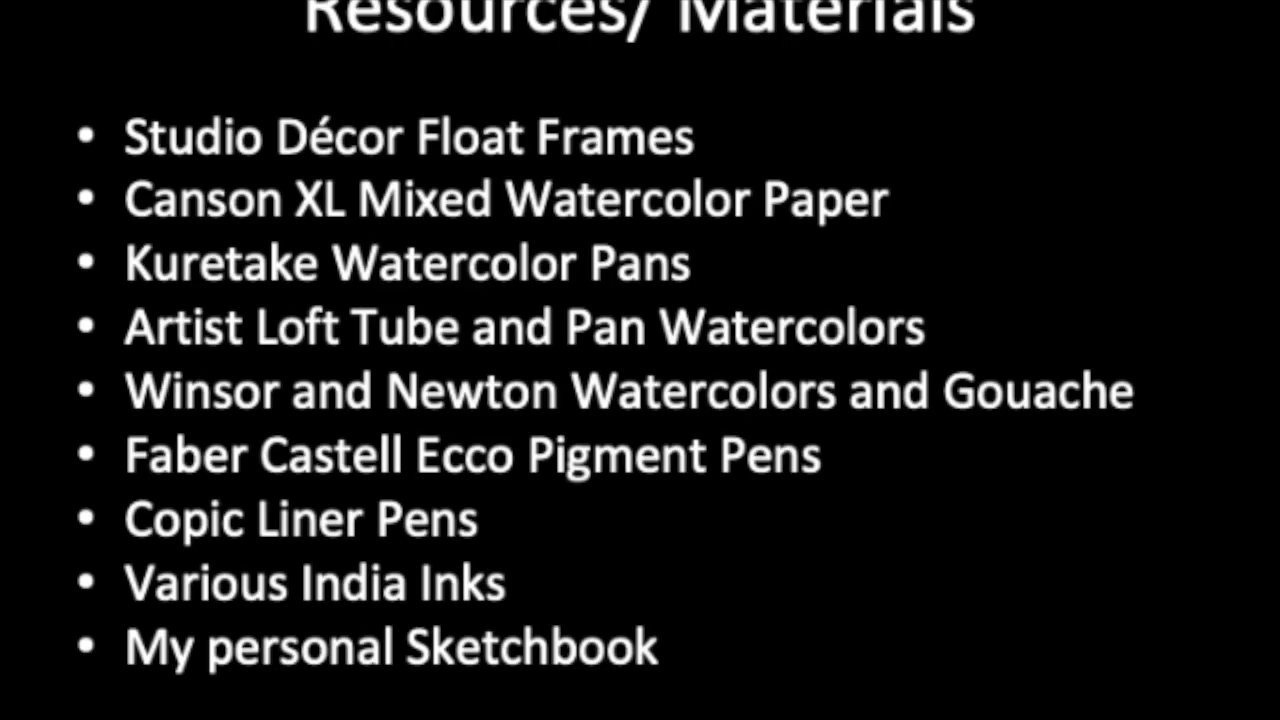 Resources/ Materials
• Studio Décor Float Frames
• Canson XL Mixed Watercolor Paper
• Kuretake Watercolor Pans
• Artist Loft Tube and Pan Watercolors
• Winsor and Newton Watercolors and Gouache
• Faber Castell Ecco Pigment Pens
• Copic Liner Pens
• Various India Inks
• My personal Sketchbook